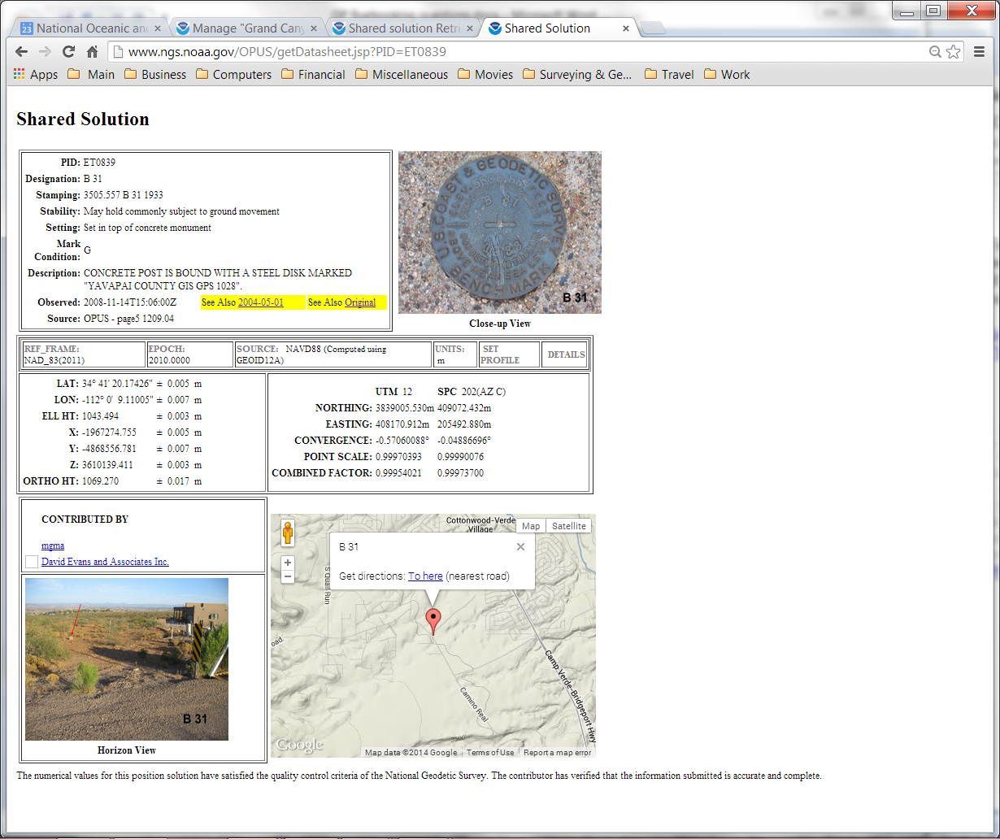 National Oceanic an
Manage "Grand Cany
Shared solution Retri
Shared Solution
www.ngs.noaa.gov/OPUS/getDatasheet.jsp?PID=ET0839
Apps Main Business Computers Financial Miscellaneous Movies Surveying & Ge... Travel Work
Shared Solution
PID: ET0839
Designation: B 31
Stamping: 3505.557 B 31 1933
Stability: May hold commonly subject to ground movement
Setting: Set in top of concrete monument
Mark Condition: G
Description: CONCRETE POST IS BOUND WITH A STEEL DISK MARKED
"YAVAPAI COUNTY GIS GPS 1028".
Observed: 2008-11-14T15:06:00Z See Also 2004-05-01 See Also Original
Source: OPUS - page5 1209.04
U.S. COAST & GEODETIC SURVEY
B 31
BENCH MARK
B 31
Close-up View
REF_FRAME: NAD_83(2011)
EPOCH: 2010.0000
SOURCE: NAVD88 (Computed using GEOID12A)
UNITS: m
SET PROFILE
DETAILS
LAT: 34° 41' 20.17426" ± 0.005 m
LON: -112° 0' 9.11005" ± 0.007 m
ELL HT: 1043.494 ± 0.003 m
X: -1967274.755 ± 0.005 m
Y: -4868556.781 ± 0.007 m
Z: 3610139.411 ± 0.003 m
ORTHO HT: 1069.270 ± 0.017 m
UTM 12 SPC 202(AZ C)
NORTHING: 3839005.530m 409072.432m
EASTING: 408170.912m 205492.880m
CONVERGENCE: -0.57060088° -0.04886696°
POINT SCALE: 0.99970393 0.99990076
COMBINED FACTOR: 0.99954021 0.99973700
CONTRIBUTED BY
mgma
David Evans and Associates Inc.
B 31
Horizon View
Cottonwood-Verde
Village
Map Satellite
B 31
Get directions: To here (nearest road)
S Quail Run
oad.
Camp Verde-Bridgeport Hwy
Camino Real
3500'
Google
Map data ©2014 Google Terms of Use Report a map error
The numerical values for this position solution have satisfied the quality control criteria of the National Geodetic Survey. The contributor has verified that the information submitted is accurate and complete.